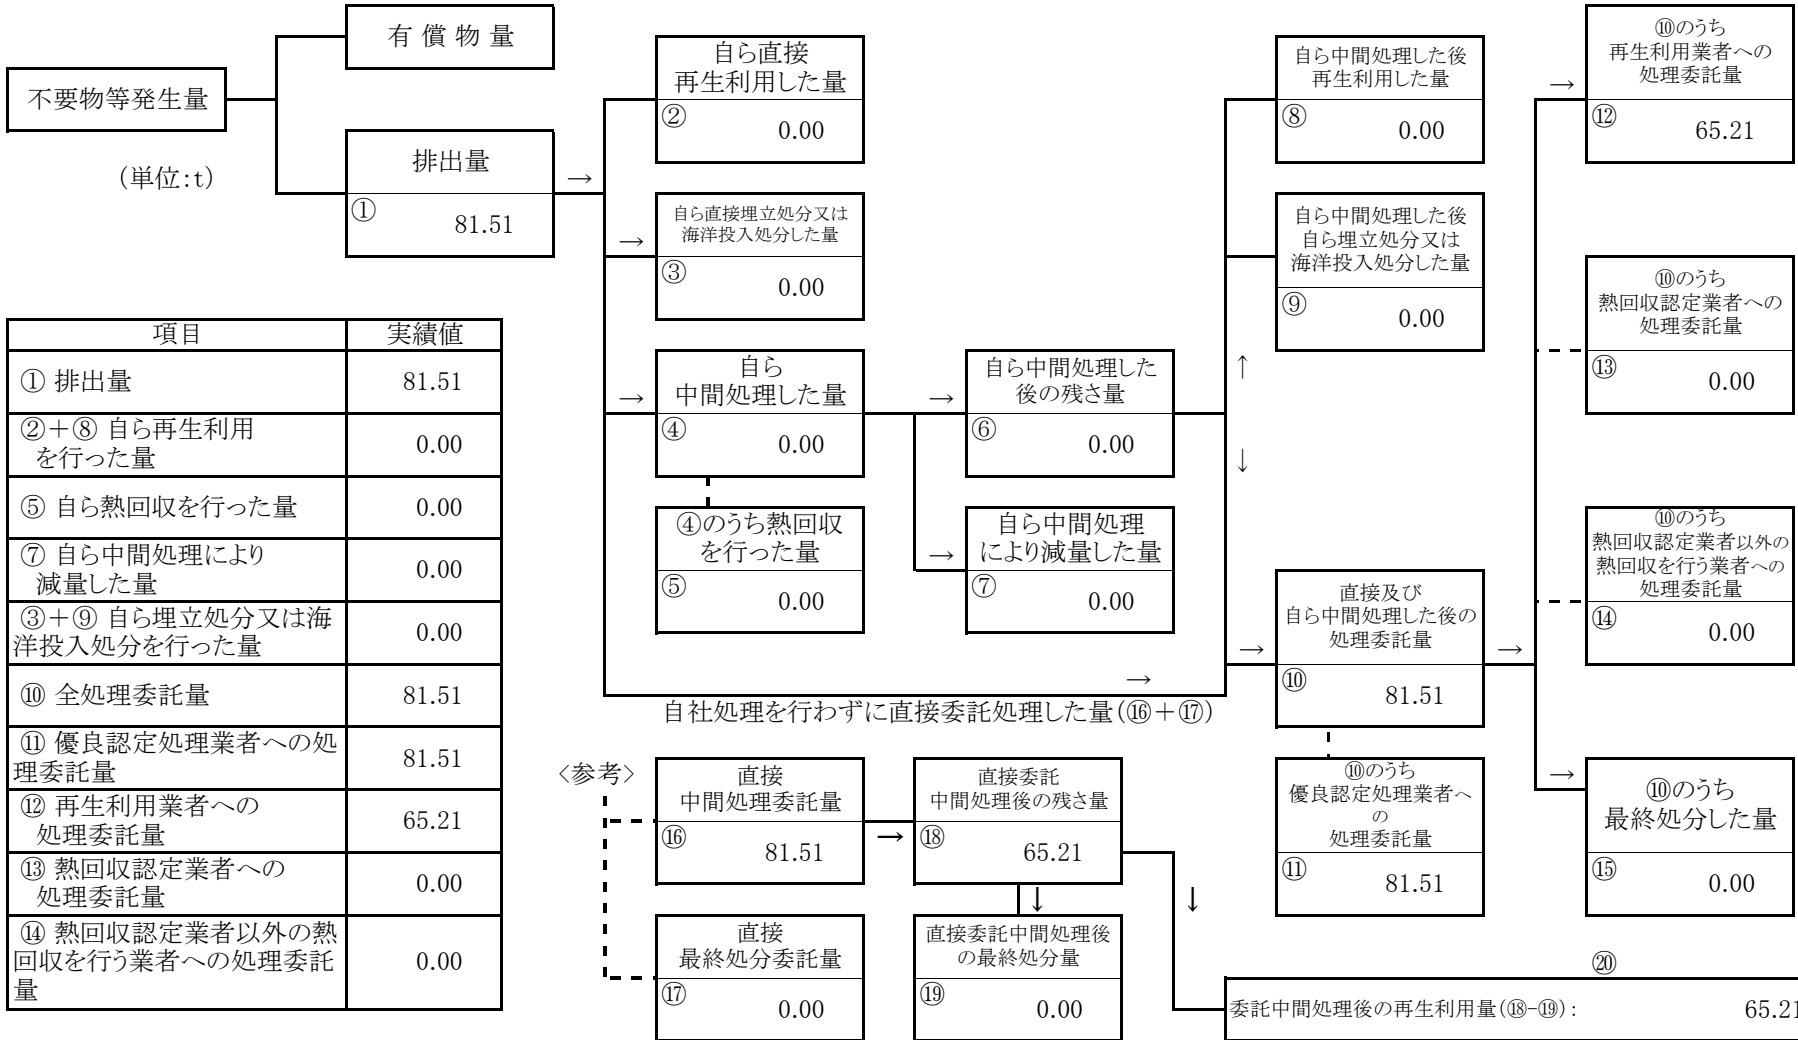 有 償 物 量
不要物等発生量
(単位:t)
排出量
①
81.51
→
自ら直接
再生利用した量
②
0.00
→
自ら直接埋立処分又は
海洋投入処分した量
③
0.00
→
自ら
中間処理した量
④
0.00
④のうち熱回収
を行った量
⑤
0.00
→
自ら中間処理した
後の残さ量
⑥
0.00
→
自ら中間処理
により減量した量
⑦
0.00
自ら中間処理した後
再生利用した量
⑧
0.00
自ら中間処理した後
自ら埋立処分又は
海洋投入処分した量
⑨
0.00
↑
↓
→
自社処理を行わずに直接委託処理した量(⑯+⑰)
→
直接及び
自ら中間処理した後の
処理委託量
⑩
81.51
⑩のうち
優良認定処理業者へ
の
処理委託量
⑪
81.51
→
→
⑩のうち
再生利用業者への
処理委託量
⑫
65.21
⑩のうち
熱回収認定業者への
処理委託量
⑬
0.00
⑩のうち
熱回収認定業者以外の
熱回収を行う業者への
処理委託量
⑭
0.00
→
⑩のうち
最終処分した量
⑮
0.00
項目 実績値
① 排出量 81.51
②+⑧ 自ら再生利用
を行った量 0.00
⑤ 自ら熱回収を行った量 0.00
⑦ 自ら中間処理により
減量した量 0.00
③+⑨ 自ら埋立処分又は海
洋投入処分を行った量 0.00
⑩ 全処理委託量 81.51
⑪ 優良認定処理業者への処
理委託量 81.51
⑫ 再生利用業者への
処理委託量 65.21
⑬ 熱回収認定業者への
処理委託量 0.00
⑭ 熱回収認定業者以外の熱
回収を行う業者への処理委託
量 0.00
<参考>
直接
中間処理委託量
⑯
81.51
→
直接委託
中間処理後の残さ量
⑱
65.21
↓
↓
直接
最終処分委託量
⑰
0.00
直接委託中間処理後
の最終処分量
⑲
0.00
⑳
委託中間処理後の再生利用量(⑱-⑲): 65.21